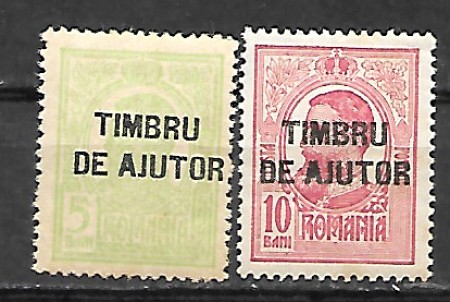 TIMBRU
DE AJUTOR
5
TIMBRU
DE AJUTOR
10
BANI
ROMANIA